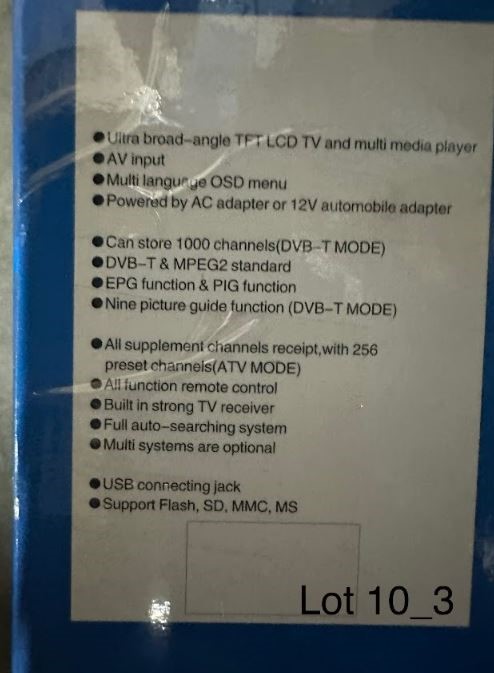 ●Ultra broad-angle TFT LCD TV and multi media player
●AV input
●Multi language OSD menu
●Powered by AC adapter or 12V automobile adapter
●Can store 1000 channels(DVB-T MODE)
●DVB-T & MPEG2 standard
●EPG function & PIG function
●Nine picture guide function (DVB-T MODE)
●All supplement channels receipt,with 256
preset channels(ATV MODE)
●All function remote control
●Built in strong TV receiver
●Full auto-searching system
●Multi systems are optional
●USB connecting jack
●Support Flash, SD, MMC, MS
Lot 10_3